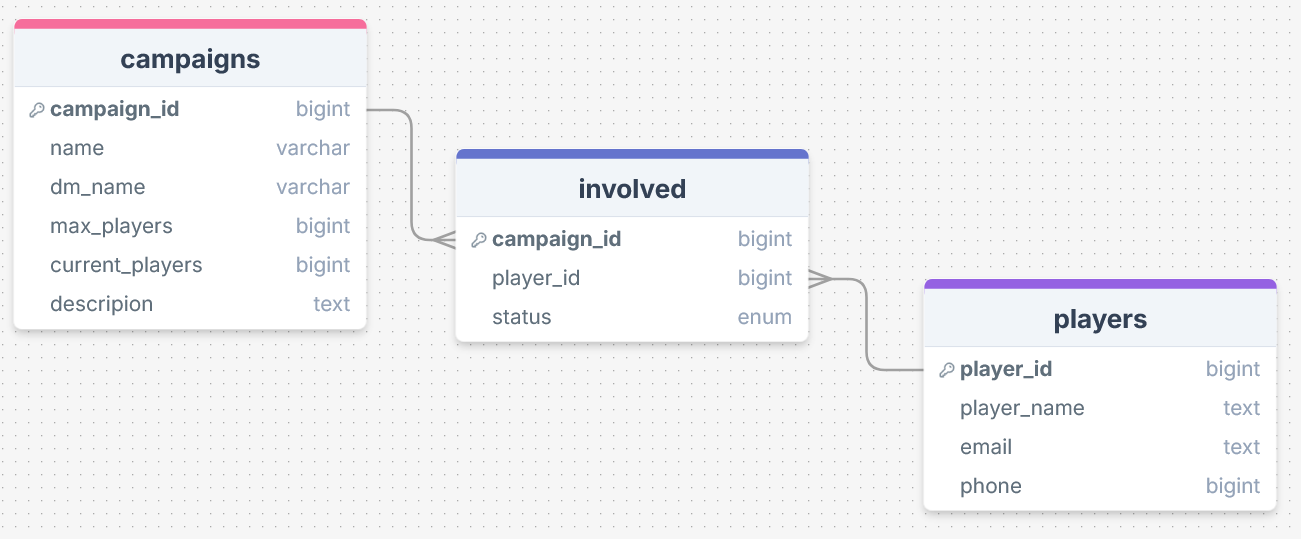 campaigns
campaign_id bigint
name varchar
dm_name varchar
max_players bigint
current_players bigint
descripion text
involved
campaign_id bigint
player_id bigint
status enum
players
player_id bigint
player_name text
email text
phone bigint